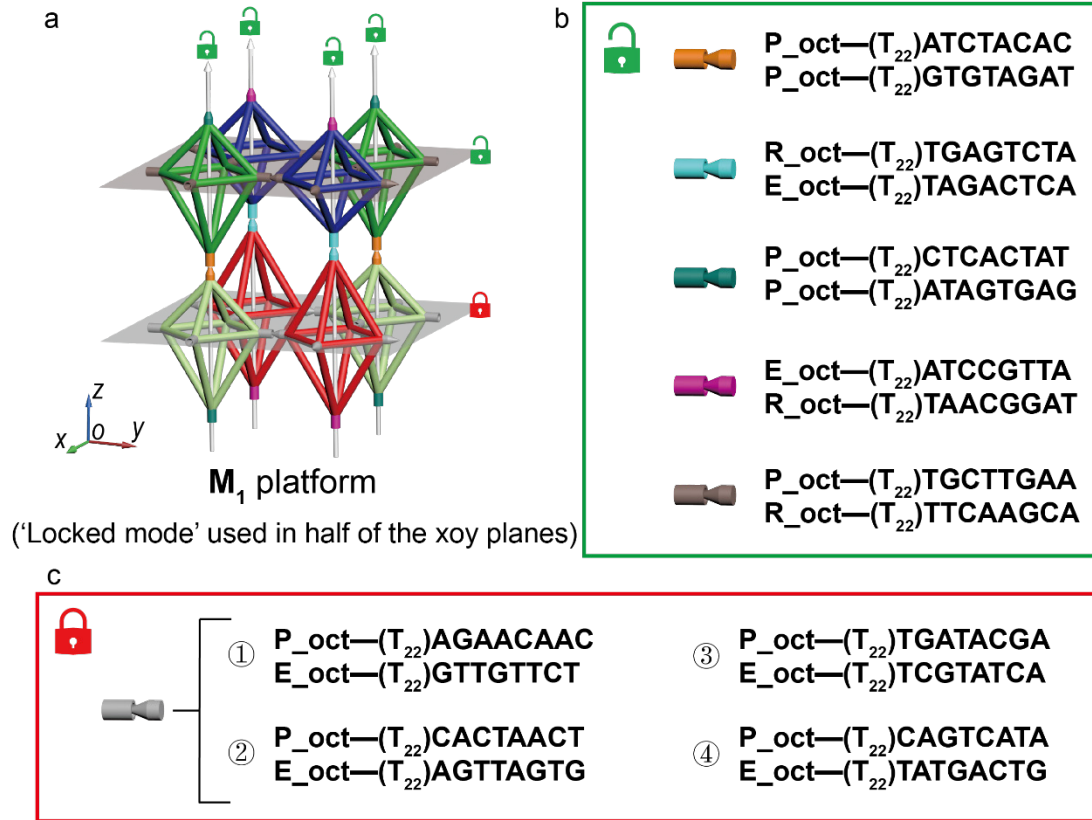 a
z
x
o
y
M₁ platform
(‘Locked mode’ used in half of the xoy planes)
b
P_oct—(T₂₂)ATCTACAC
P_oct—(T₂₂)GTGTAGAT
R_oct—(T₂₂)TGAGTCTA
E_oct—(T₂₂)TAGACTCA
P_oct—(T₂₂)CTCACTAT
P_oct—(T₂₂)ATAGTGAG
E_oct—(T₂₂)ATCCGTTA
R_oct—(T₂₂)TAACGGAT
P_oct—(T₂₂)TGCTTGAA
R_oct—(T₂₂)TTCAAGCA
c
①
P_oct—(T₂₂)AGAACAAC
E_oct—(T₂₂)GTTGTTCT
②
P_oct—(T₂₂)CACTAACT
E_oct—(T₂₂)AGTTAGTG
③
P_oct—(T₂₂)TGATACGA
E_oct—(T₂₂)TCGTATCA
④
P_oct—(T₂₂)CAGTCATA
E_oct—(T₂₂)TATGACTG